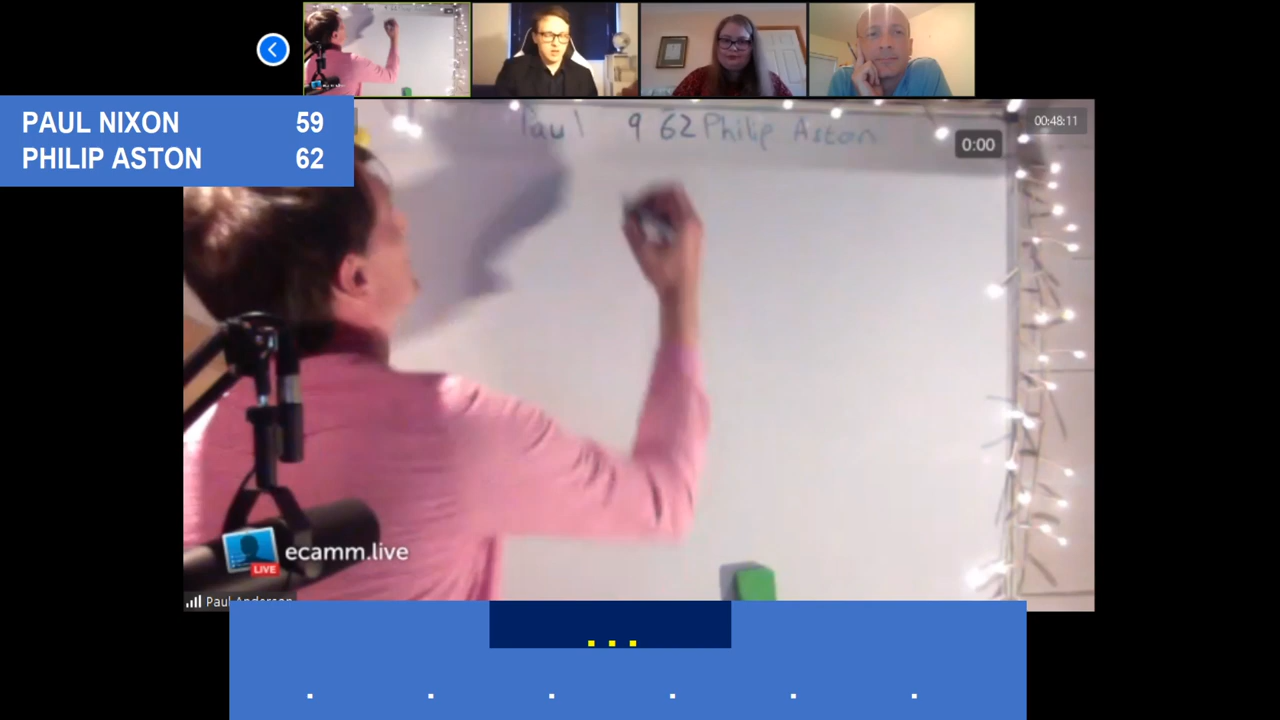 PAUL NIXON 59
PHILIP ASTON 62
Paul 9 62 Philip Aston
00:48:11
0:00
ecamm.live
LIVE
Paul Anderson
...
. . . . . .